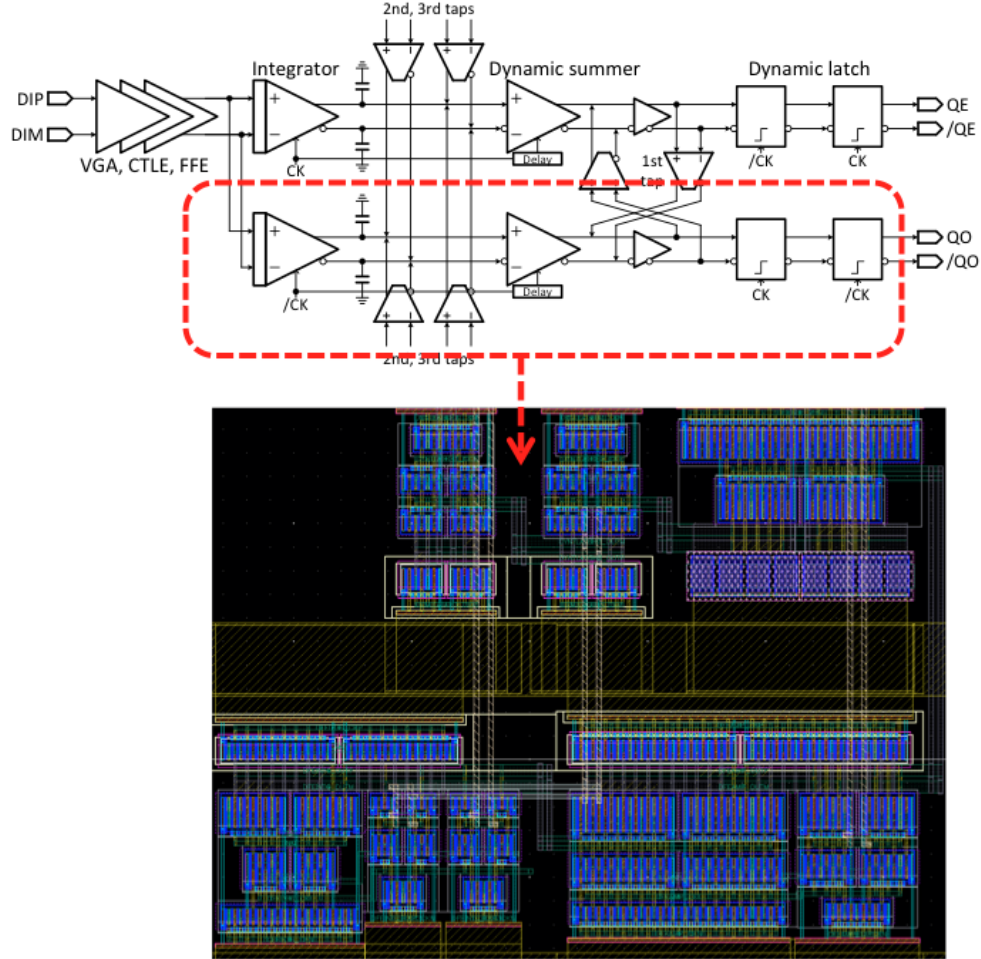 2nd, 3rd taps
Integrator
Dynamic summer
Dynamic latch
+ −
+ −
DIP
DIM
VGA, CTLE, FFE
+
−
CK
+
−
Delay
1st
tap
+ −
/CK
CK
QE
/QE
+
−
/CK
+
−
Delay
CK
/CK
QO
/QO
+ −
+ −
2nd, 3rd taps